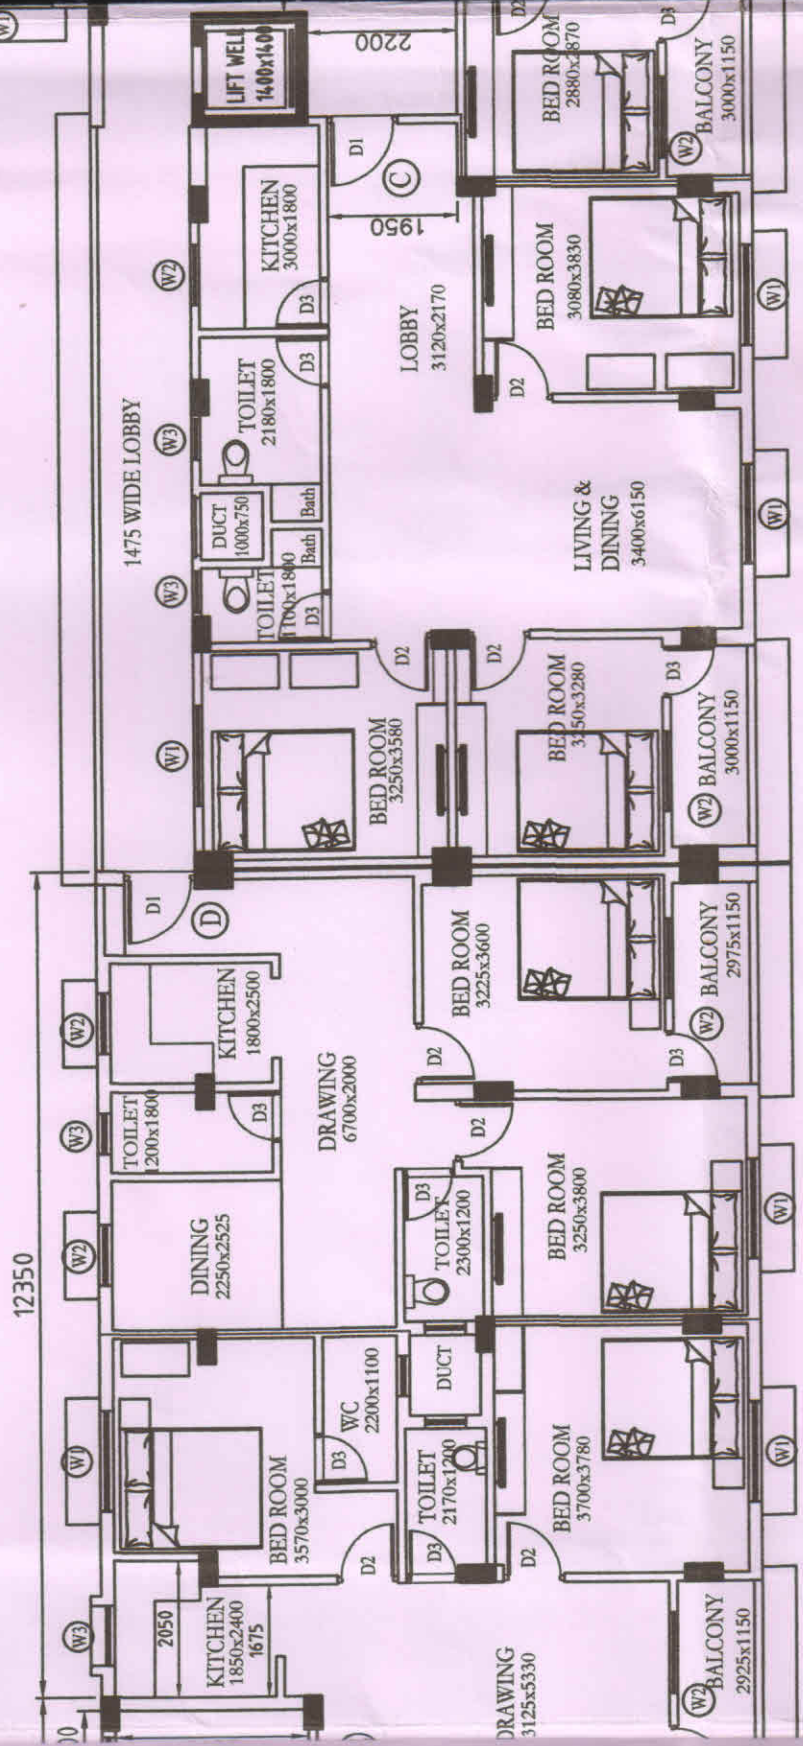 W1
LIFT WELL
1400x1400
2200
D2
BED ROOM
2880x2870
D3
BALCONY
3000x1150
W2
KITCHEN
3000x1800
D3
W2
D1
C
1950
LOBBY
3120x2170
BED ROOM
3080x3830
D2
W1
1475 WIDE LOBBY
TOILET
2180x1800
D3
W3
DUCT
1000x750
Bath
Bath
TOILET
1100x1800
D3
W3
LIVING &
DINING
3400x6150
W1
W1
BED ROOM
3250x3580
D2
D2
BED ROOM
3250x3280
D3
BALCONY
3000x1150
W2
D1
D
KITCHEN
1800x2500
W2
BED ROOM
3225x3600
D2
BALCONY
2975x1150
W2
D3
TOILET
1200x1800
D3
W3
DRAWING
6700x2000
D2
DINING
2250x2525
W2
12350
TOILET
2300x1200
D3
BED ROOM
3250x3800
W1
DUCT
WC
2200x1100
D3
BED ROOM
3570x3000
W1
D2
TOILET
2170x1200
D3
BED ROOM
3700x3780
D2
W1
KITCHEN
1850x2400
2050
1675
W3
DRAWING
3125x5330
BALCONY
2925x1150
W2
00